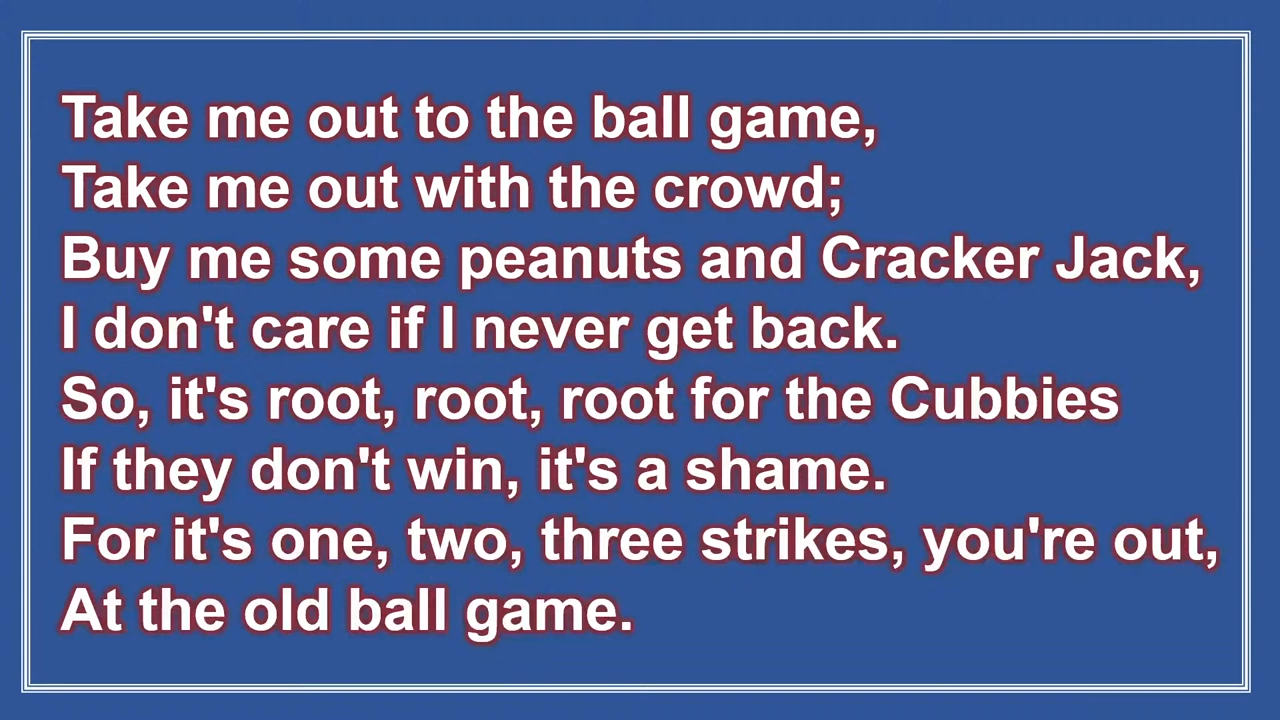 Take me out to the ball game,
Take me out with the crowd;
Buy me some peanuts and Cracker Jack,
I don't care if I never get back.
So, it's root, root, root for the Cubbies
If they don't win, it's a shame.
For it's one, two, three strikes, you're out,
At the old ball game.